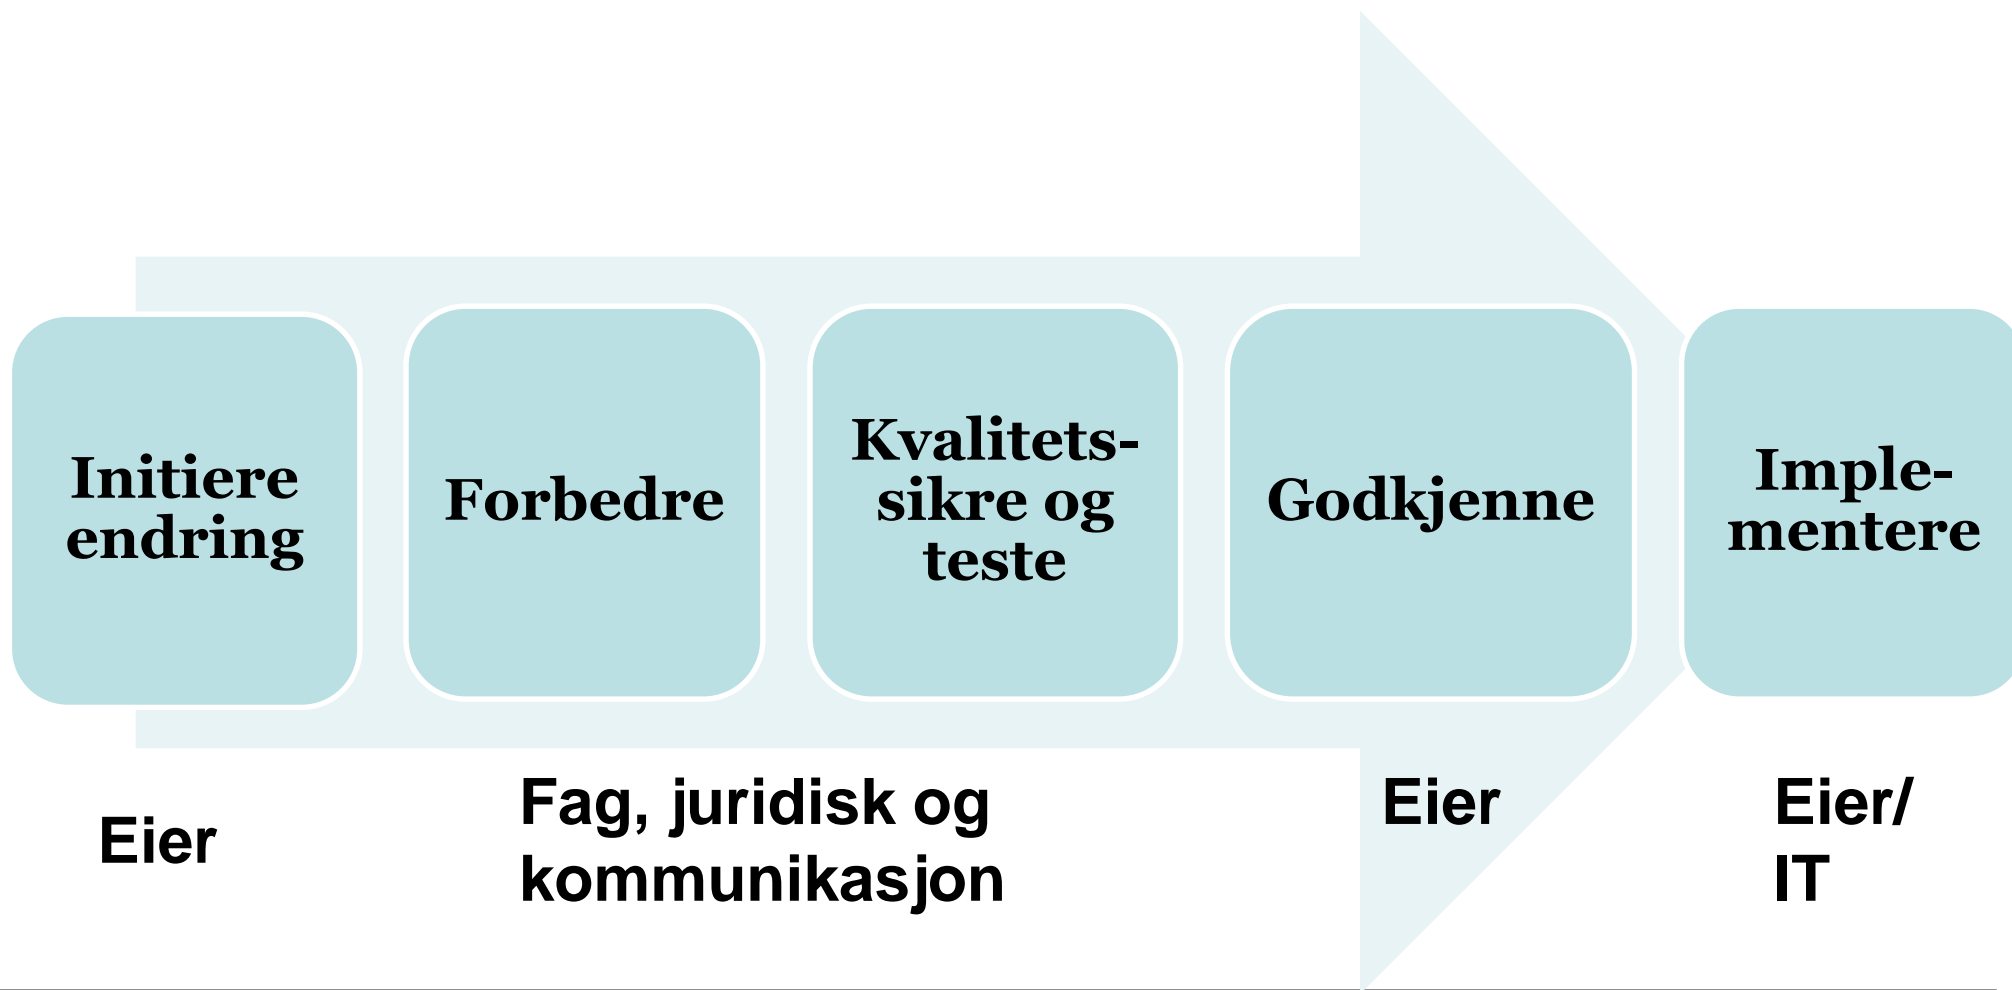 Initiere
endring
Forbedre
Kvalitets-
sikre og
teste
Godkjenne
Imple-
mentere
Eier
Fag, juridisk og
kommunikasjon
Eier
Eier/
IT